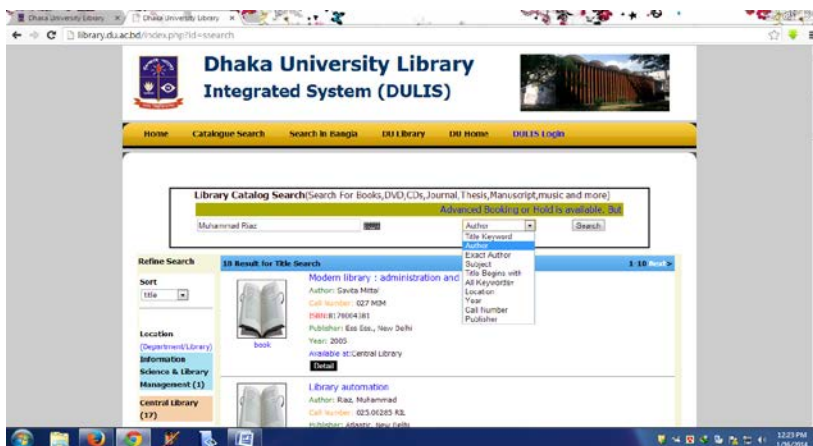 Dhaka University Library
Dhaka University Library
library.du.ac.bd/index.php?id=ssearch
Dhaka University Library
Integrated System (DULIS)
Home Catalogue Search Search In Bangla DU Library DU Home DULIS Login
Library Catalog Search(Search For Books,DVD,CDs,Journal,Thesis,Manuscript,music and more)
Advanced Booking or Hold is available. But
Muhammad Riaz Author Search
Title Keyword
Author
Exact Author
Subject
Title Begins with
All Keywords
Location
Year
Call Number
Publisher
Refine Search
Sort
title
Location
(Department/Library)
Information
Science & Library
Management (1)
Central Library
(17)
18 Result for Title Search 1-10 Next>
Modern library : administration and
Author: Savita Mittal
Call Number: 027 MIM
ISBN:8170004381
Publisher: Ess Ess., New Delhi
Year: 2005
Available at:Central Library
Detail
book
Library automation
Author: Riaz, Muhammad
Call Number: 025.00285 RIL
Publisher: Atlantic, New Delhi
12:23 PM
1/26/2014